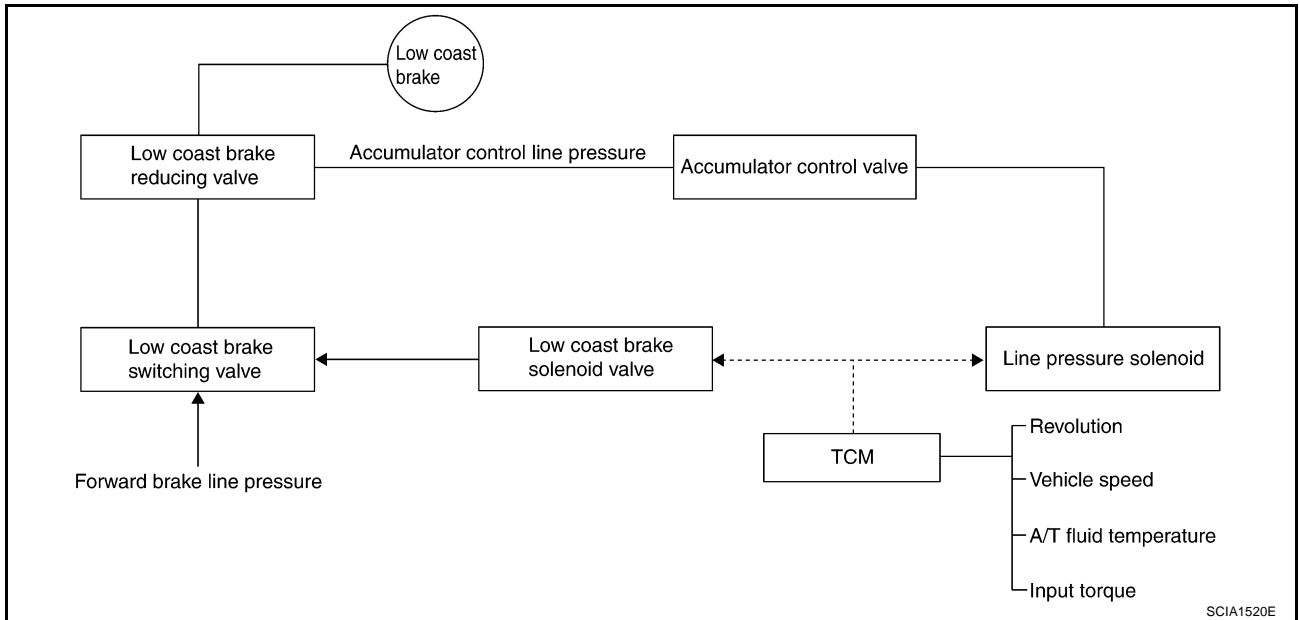 Low coast
brake
Low coast brake
reducing valve
Accumulator control line pressure
Accumulator control valve
Low coast brake
switching valve
Low coast brake
solenoid valve
Line pressure solenoid
TCM
Revolution
Forward brake line pressure
Vehicle speed
A/T fluid temperature
Input torque
SCIA1520E